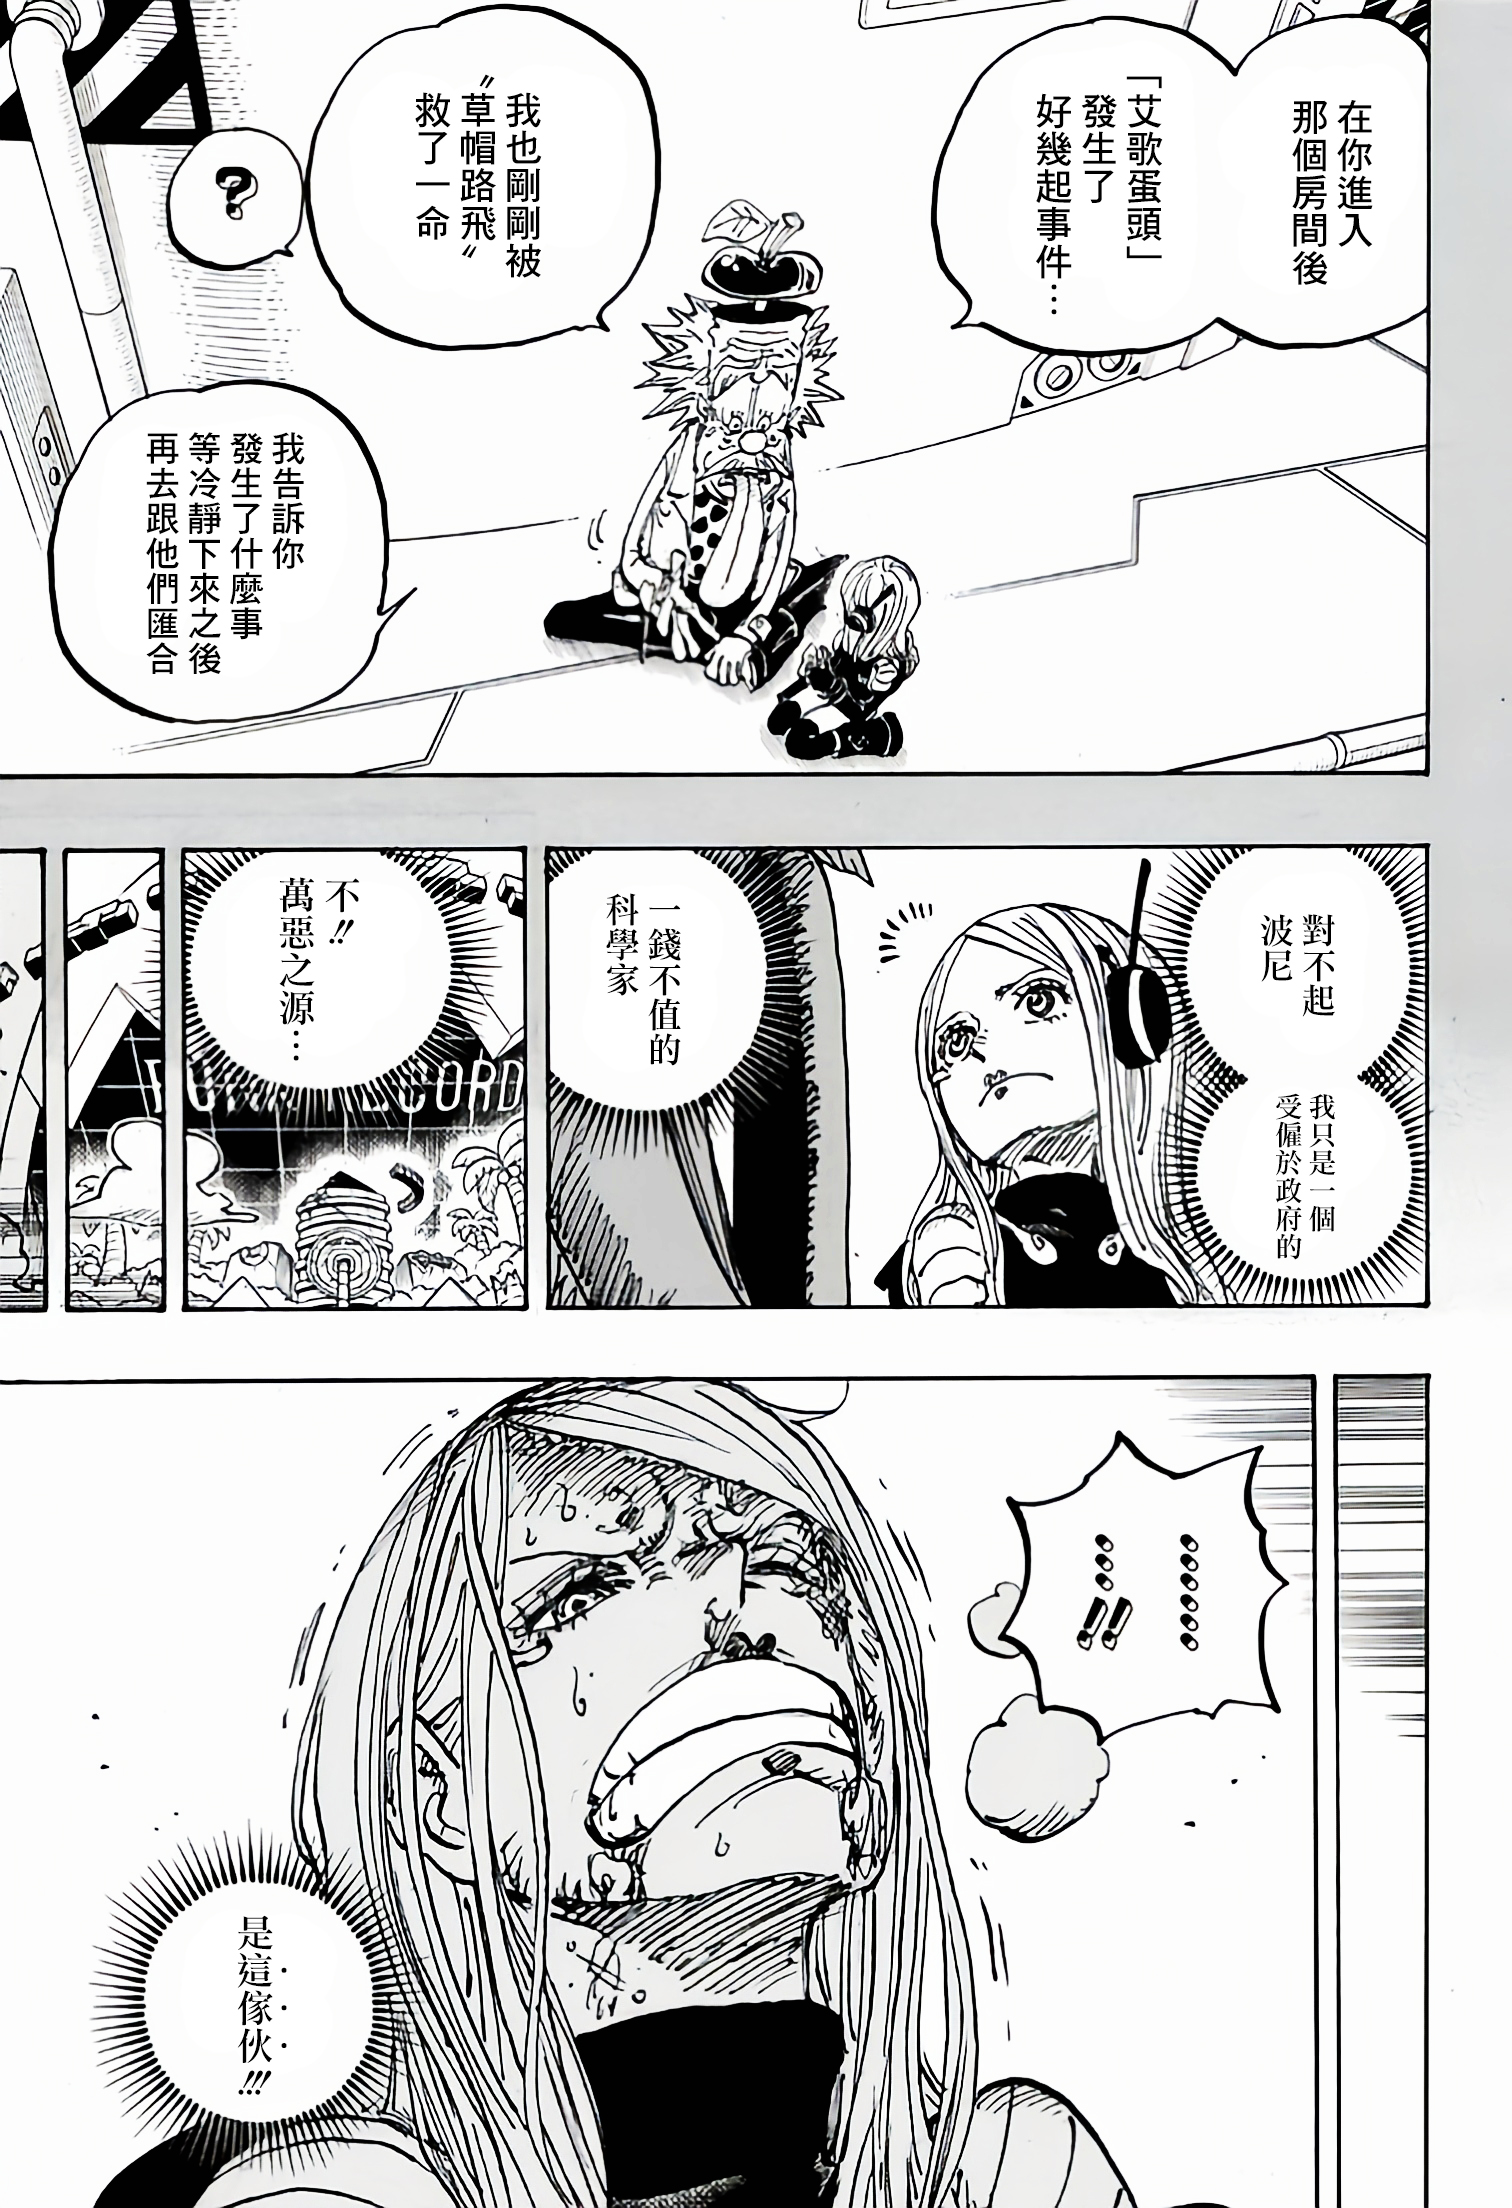 在你進入
那個房間後
「艾歌蛋頭」
發生了
好幾起事件…
我也剛剛被
〝草帽路飛〞
救了一命
?
我告訴你
發生了什麼事
等冷靜下來之後
再去跟他們匯合
對不起
波尼
我只是一個
受僱於政府的
一錢不值的
科學家
不!!
萬惡之源…
CORD
………
……!!
是這傢伙!!!